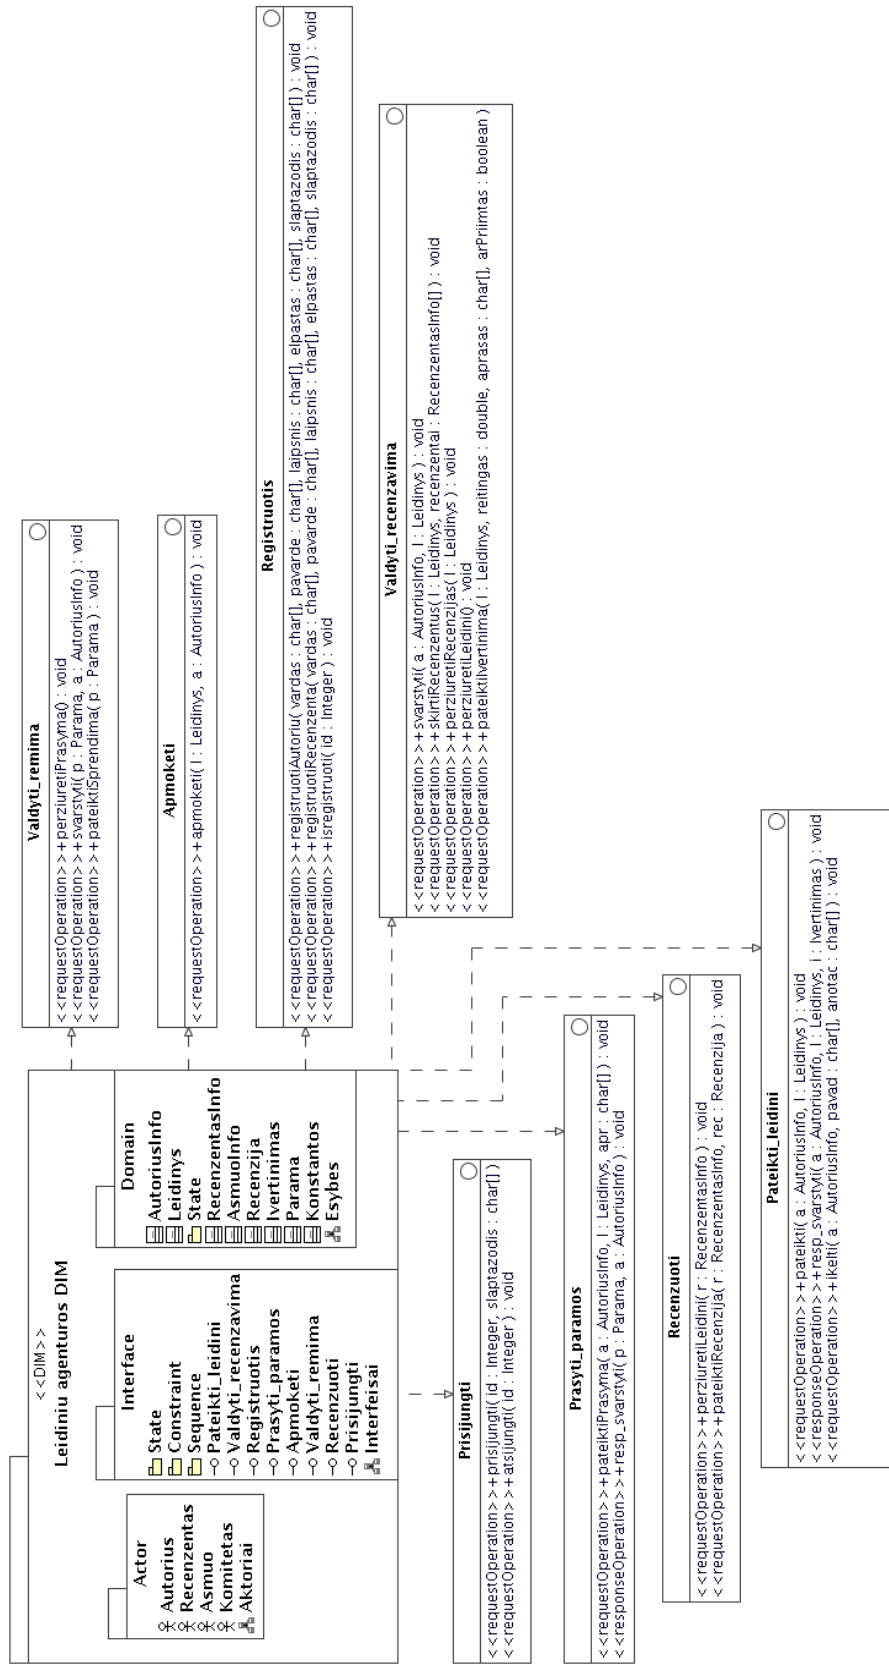 <<DIM>>
Leidiniu agenturos DIM
Actor
Autorius
Recenzentas
Asmuo
Komitetas
Aktoriai
Interface
State
Constraint
Sequence
Pateikti_leidini
Valdyti_recenzavima
Registruotis
Prasyti_paramos
Apmoketi
Valdyti_remima
Recenzuoti
Prisijungti
Interfeisai
Domain
AutoriusInfo
Leidinys
State
RecenzentasInfo
AsmuoInfo
Recenzija
Ivertinimas
Parama
Konstantos
Esybes
Valdyti_remima
<<requestOperation>>+perziuretiPrasyma() : void
<<requestOperation>>+svarstyti( p : Parama, a : AutoriusInfo ) : void
<<requestOperation>>+pateiktiSprendima( p : Parama ) : void
Apmoketi
<<requestOperation>>+apmoketi( l : Leidinys, a : AutoriusInfo ) : void
Registruotis
<<requestOperation>>+registruotiAutoriu( vardas : char[], pavarde : char[], laipsnis : char[], elpastas : char[], slaptazodis : char[] ) : void
<<requestOperation>>+registruotiRecenzenta( vardas : char[], pavarde : char[], laipsnis : char[], elpastas : char[], slaptazodis : char[] ) : void
<<requestOperation>>+isregistruoti( id : Integer ) : void
Valdyti_recenzavima
<<requestOperation>>+svarstyti( a : AutoriusInfo, l : Leidinys ) : void
<<requestOperation>>+skirtiRecenzentus( l : Leidinys, recenzentai : RecenzentasInfo[] ) : void
<<requestOperation>>+perziuretiRecenzijas( l : Leidinys ) : void
<<requestOperation>>+perziuretiLeidini() : void
<<requestOperation>>+pateiktiIvertinima( l : Leidinys, reitingas : double, aprasas : char[], arPriimtas : boolean )
Prisijungti
<<requestOperation>>+prisijungti( id : Integer, slaptazodis : char[] )
<<requestOperation>>+atsijungti( id : Integer ) : void
Prasyti_paramos
<<requestOperation>>+pateiktiPrasyma( a : AutoriusInfo, l : Leidinys, apr : char[] ) : void
<<responseOperation>>+resp_svarstyti( p : Parama, a : AutoriusInfo ) : void
Recenzuoti
<<requestOperation>>+perziuretiLeidini( r : RecenzentasInfo ) : void
<<requestOperation>>+pateiktiRecenzija( r : RecenzentasInfo, rec : Recenzija ) : void
Pateikti_leidini
<<requestOperation>>+pateikti( a : AutoriusInfo, l : Leidinys ) : void
<<responseOperation>>+resp_svarstyti( a : AutoriusInfo, l : Leidinys, i : Ivertinimas ) : void
<<requestOperation>>+ikelti( a : AutoriusInfo, pavad : char[], anotac : char[] ) : void